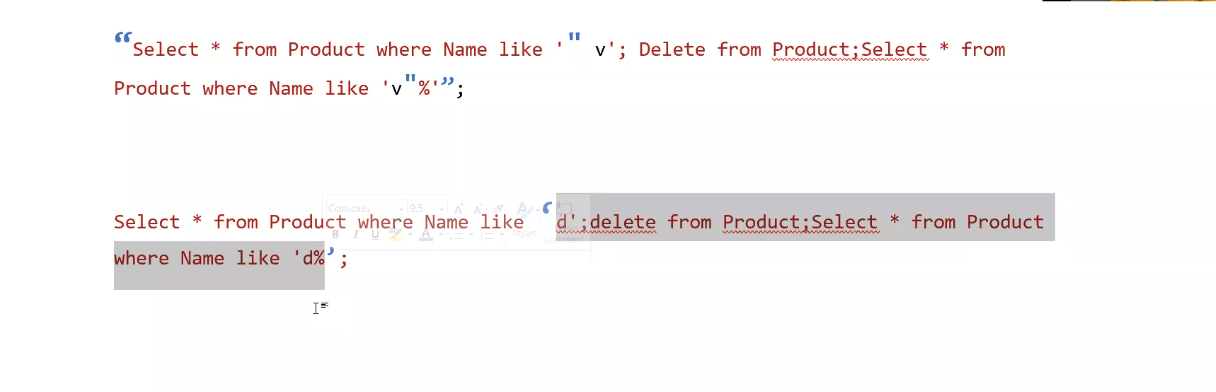 “Select * from Product where Name like '" v'; Delete from Product;Select * from
Product where Name like 'v"%'”;
Select * from Product where Name like ‘d';delete from Product;Select * from Product
where Name like 'd%’;